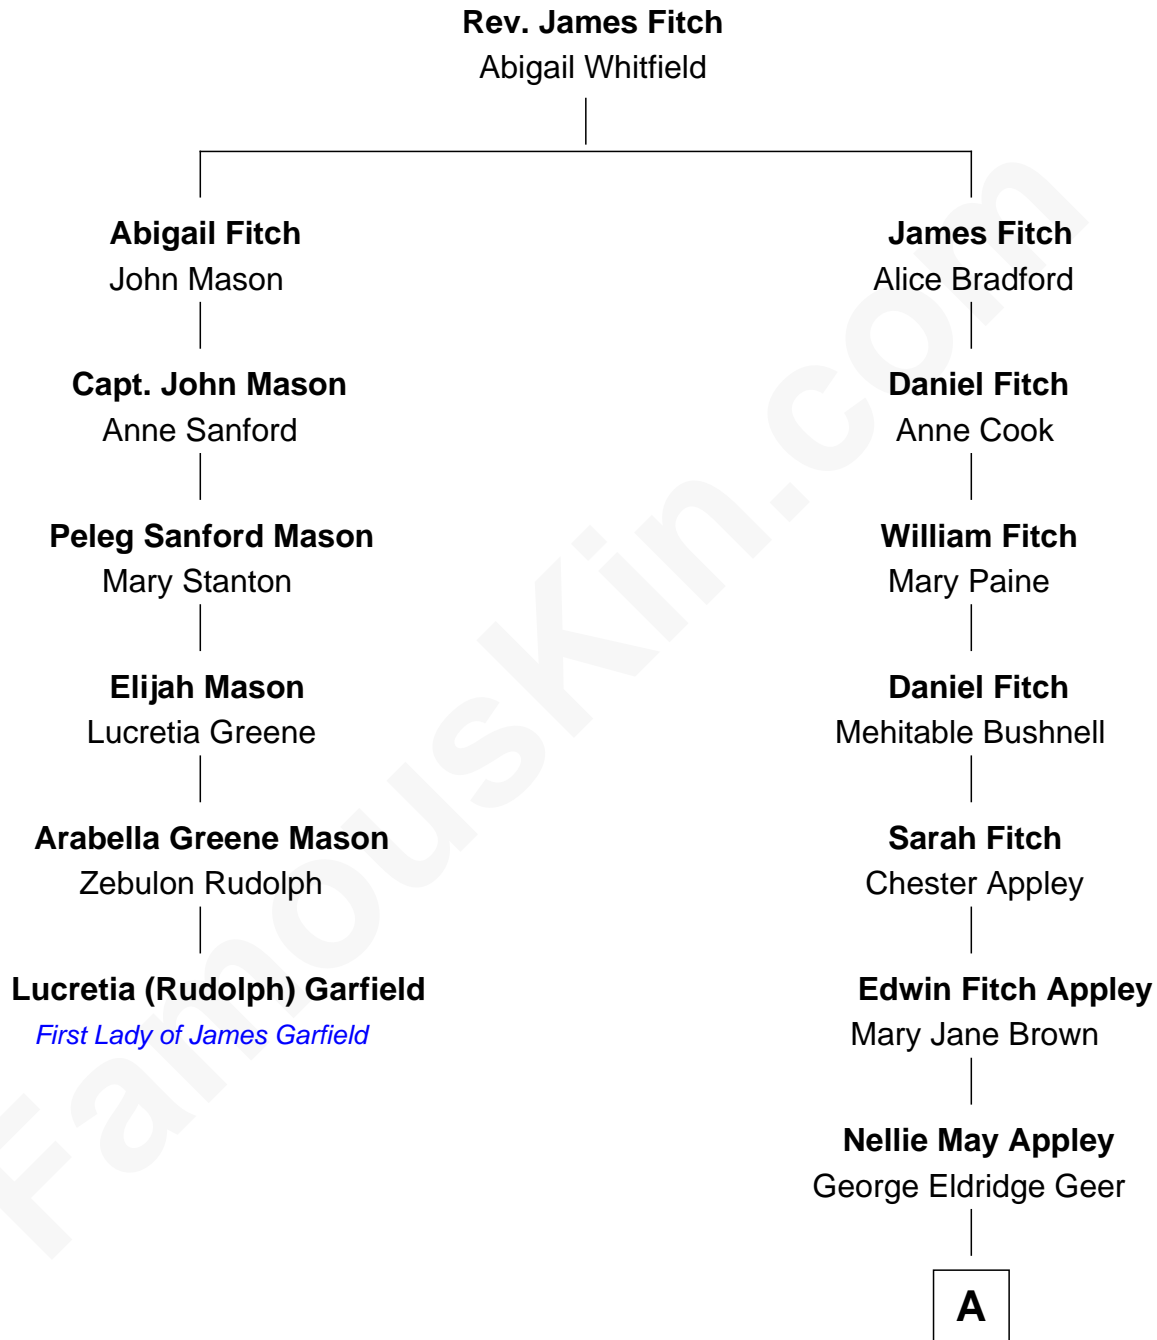 Rev. James Fitch
Abigail Whitfield
Abigail Fitch
John Mason
James Fitch
Alice Bradford
Capt. John Mason
Anne Sanford
Daniel Fitch
Anne Cook
Peleg Sanford Mason
Mary Stanton
William Fitch
Mary Paine
Elijah Mason
Lucretia Greene
Daniel Fitch
Mehitable Bushnell
Arabella Greene Mason
Zebulon Rudolph
Sarah Fitch
Chester Appley
Lucretia (Rudolph) Garfield
First Lady of James Garfield
Edwin Fitch Appley
Mary Jane Brown
Nellie May Appley
George Eldridge Geer
A
FamousKin.com